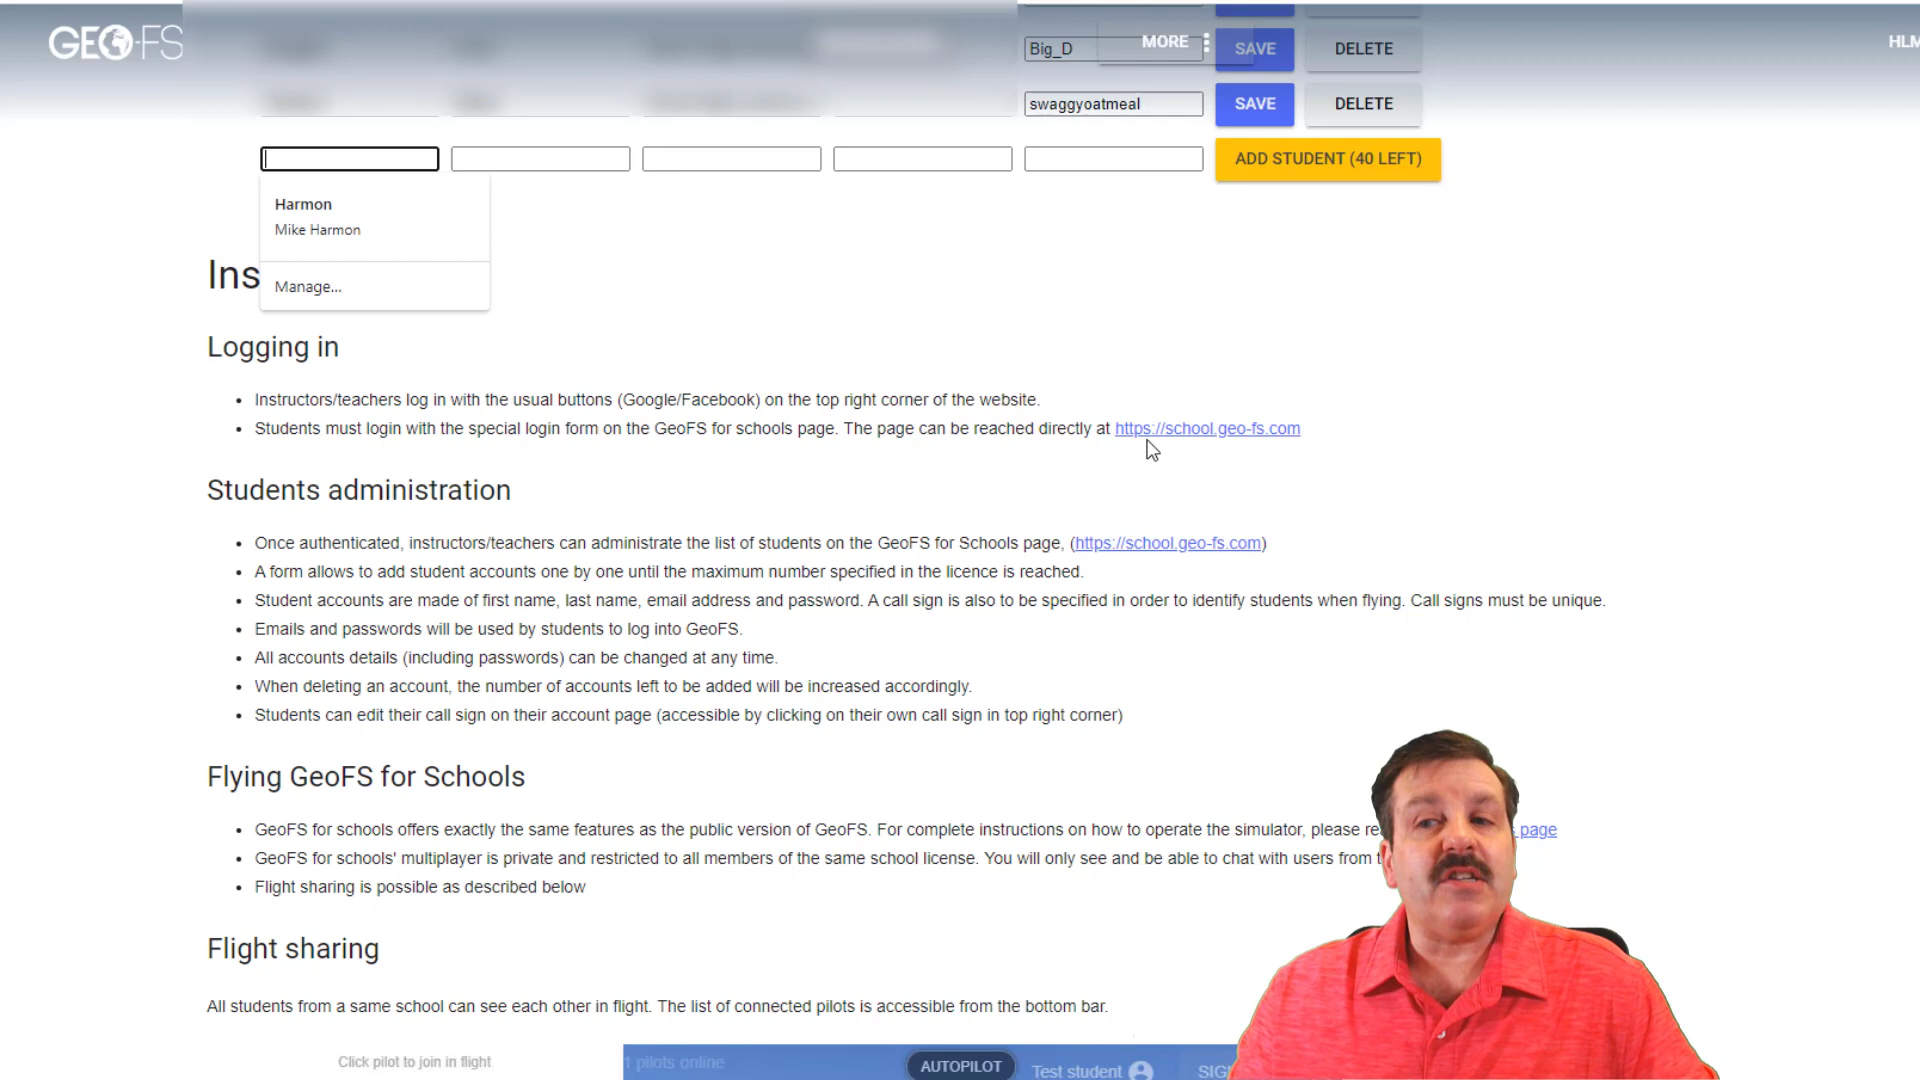 GEO-FS
MORE
HLM
Big_D
SAVE
DELETE
swaggyoatmeal
SAVE
DELETE
ADD STUDENT (40 LEFT)
Harmon
Mike Harmon
Manage...
Ins
Logging in
Instructors/teachers log in with the usual buttons (Google/Facebook) on the top right corner of the website.
Students must login with the special login form on the GeoFS for schools page. The page can be reached directly at https://school.geo-fs.com
Students administration
Once authenticated, instructors/teachers can administrate the list of students on the GeoFS for Schools page, (https://school.geo-fs.com)
A form allows to add student accounts one by one until the maximum number specified in the licence is reached.
Student accounts are made of first name, last name, email address and password. A call sign is also to be specified in order to identify students when flying. Call signs must be unique.
Emails and passwords will be used by students to log into GeoFS.
All accounts details (including passwords) can be changed at any time.
When deleting an account, the number of accounts left to be added will be increased accordingly.
Students can edit their call sign on their account page (accessible by clicking on their own call sign in top right corner)
Flying GeoFS for Schools
GeoFS for schools offers exactly the same features as the public version of GeoFS. For complete instructions on how to operate the simulator, please re page
GeoFS for schools' multiplayer is private and restricted to all members of the same school license. You will only see and be able to chat with users from t
Flight sharing is possible as described below
Flight sharing
All students from a same school can see each other in flight. The list of connected pilots is accessible from the bottom bar.
Click pilot to join in flight
1 pilots online
AUTOPILOT
Test student
SIG